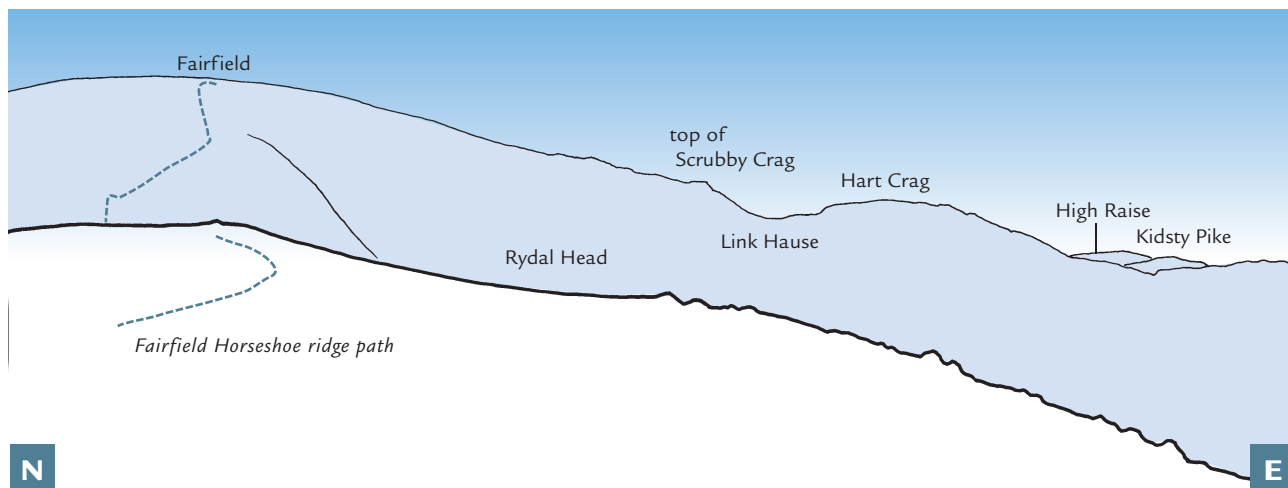 Fairfield
top of
Scrubby Crag
Hart Crag
High Raise
Kidsty Pike
Link Hause
Rydal Head
Fairfield Horseshoe ridge path
N
E